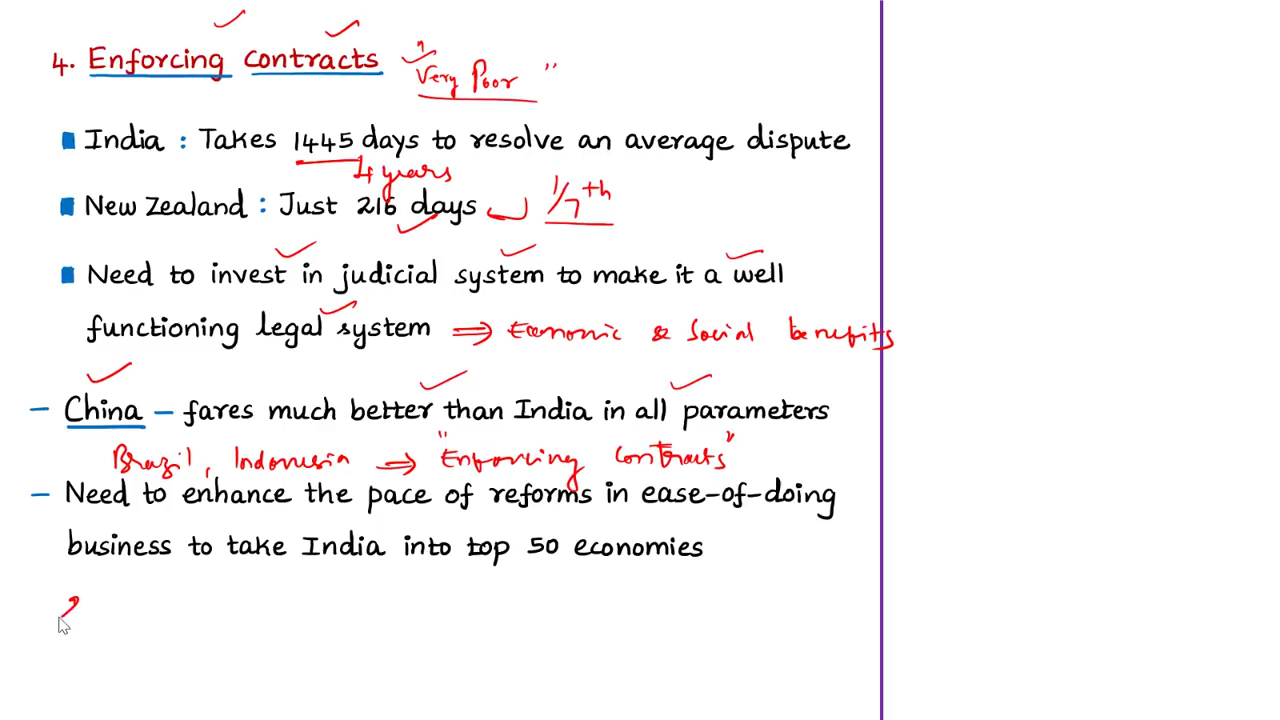 4. Enforcing Contracts "Very Poor"
■ India : Takes 1445 days to resolve an average dispute
4 years
■ New Zealand : Just 216 days 1/7th
■ Need to invest in judicial system to make it a well
functioning legal system ⇒ Economic & Social benefits
– China – fares much better than India in all parameters
Brazil, Indonesia ⇒ "Enforcing Contracts"
– Need to enhance the pace of reforms in ease-of-doing
business to take India into top 50 economies